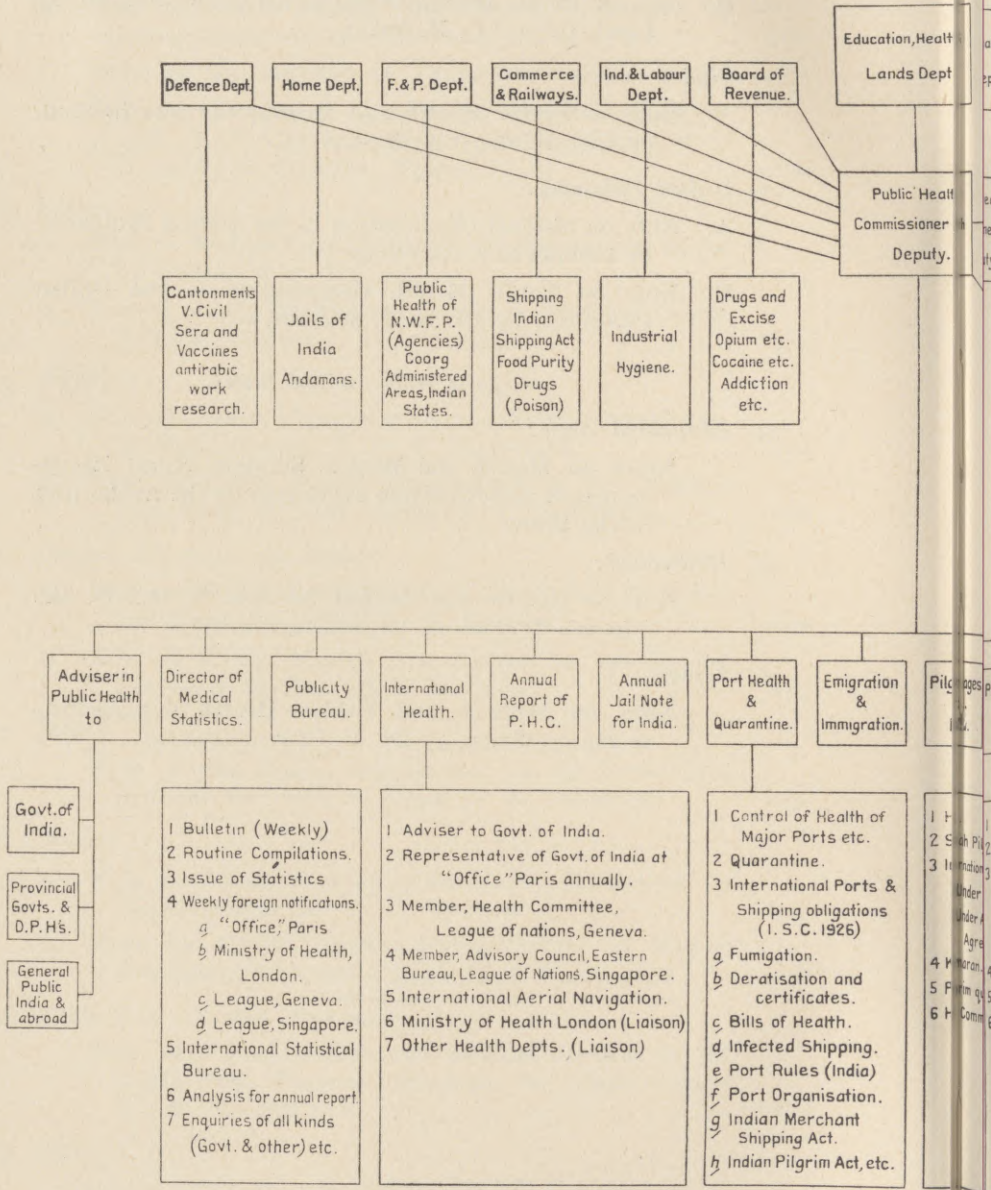 Education, Healt
Lands Dept
Defence Dept.
Home Dept.
F. & P. Dept.
Commerce
& Railways.
Ind. & Labour
Dept.
Board of
Revenue.
Public Healt
Commissioner
Deputy.
Cantonments
V. Civil
Sera and
Vaccines
antirabic
work
research.
Jails of
India
Andamans.
Public
Health of
N.W.F.P.
(Agencies)
Coorg
Administered
Areas, Indian
States.
Shipping
Indian
Shipping Act
Food Purity
Drugs
(Poison)
Industrial
Hygiene.
Drugs and
Excise
Opium etc.
Cocaine etc.
Addiction
etc.
Adviser in
Public Health
to
Director of
Medical
Statistics.
Publicity
Bureau.
International
Health.
Annual
Report of
P. H. C.
Annual
Jail Note
for India.
Port Health
&
Quarantine.
Emigration
&
Immigration.
Govt. of
India.
Provincial
Govts. &
D.P.H's.
General
Public
India &
abroad
1 Bulletin (Weekly)
2 Routine Compilations.
3 Issue of Statistics
4 Weekly foreign notifications.
a "Office," Paris
b Ministry of Health,
London.
c League, Geneva.
d League, Singapore.
5 International Statistical
Bureau.
6 Analysis for annual report
7 Enquiries of all kinds
(Govt. & other) etc.
1 Adviser to Govt. of India.
2 Representative of Govt. of India at
"Office" Paris annually.
3 Member, Health Committee,
League of nations, Geneva.
4 Member, Advisory Council, Eastern
Bureau, League of Nations, Singapore.
5 International Aerial Navigation.
6 Ministry of Health London (Liaison)
7 Other Health Depts. (Liaison)
1 Control of Health of
Major Ports etc.
2 Quarantine.
3 International Ports &
Shipping obligations
(I. S. C. 1926)
a Fumigation.
b Deratisation and
certificates.
c Bills of Health.
d Infected Shipping.
e Port Rules (India)
f Port Organisation.
g Indian Merchant
Shipping Act.
h Indian Pilgrim Act, etc.
1 H
2
3
4
5
6 H